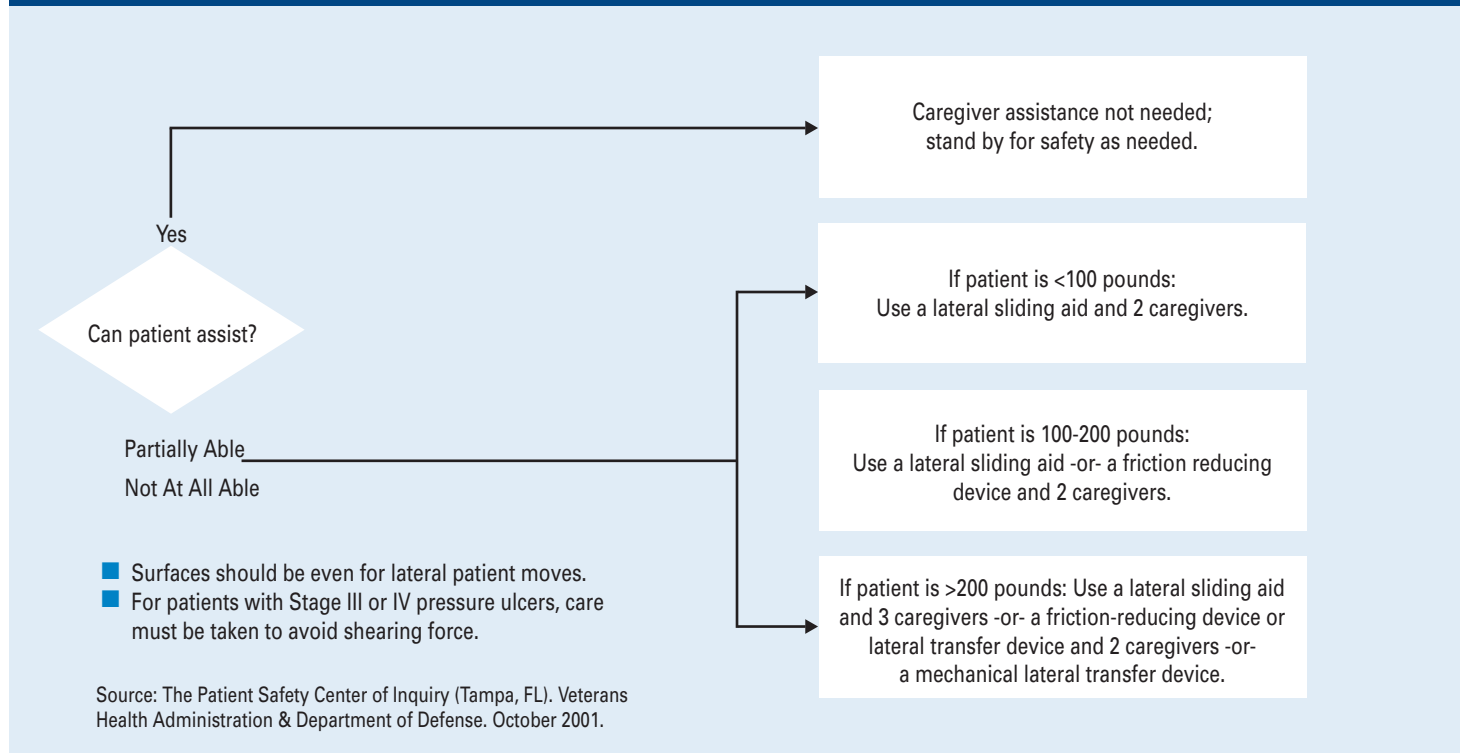 Caregiver assistance not needed;
stand by for safety as needed.
Yes
Can patient assist?
If patient is <100 pounds:
Use a lateral sliding aid and 2 caregivers.
Partially Able
Not At All Able
If patient is 100-200 pounds:
Use a lateral sliding aid -or- a friction reducing
device and 2 caregivers.
If patient is >200 pounds: Use a lateral sliding aid
and 3 caregivers -or- a friction-reducing device or
lateral transfer device and 2 caregivers -or-
a mechanical lateral transfer device.
Surfaces should be even for lateral patient moves.
For patients with Stage III or IV pressure ulcers, care
must be taken to avoid shearing force.
Source: The Patient Safety Center of Inquiry (Tampa, FL). Veterans
Health Administration & Department of Defense. October 2001.